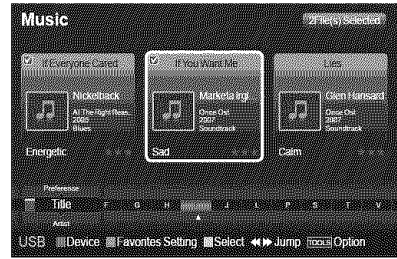 Music
2File(s) Selected
If Everyone Cared
If You Want Me
Lies
Nickelback
All The Right Reas.
2005
Blues
Energetic
Marketa Irgl
Once Ost
2007
Soundtrack
Sad
Glen Hansard
Once Ost
2007
Soundtrack
Calm
Preference
Title
F G H J L P S T V
Artist
USB Device Favorites Setting Select Jump TOOLS Option